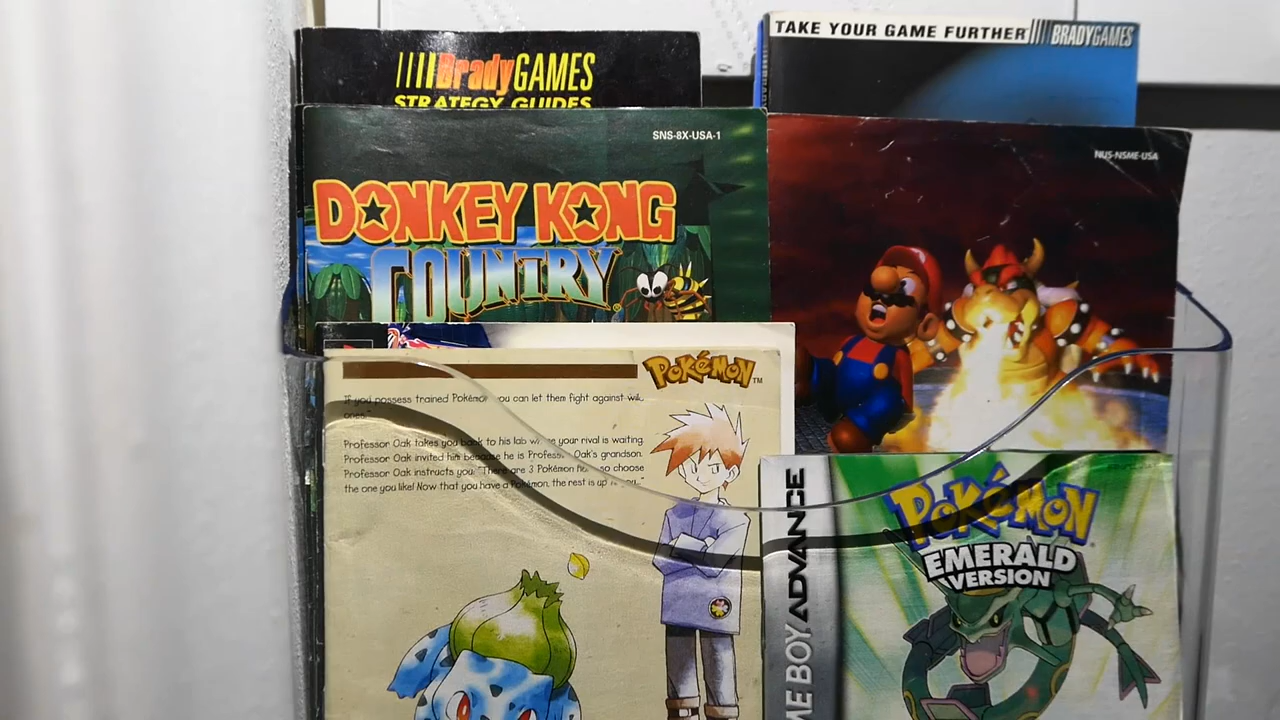 ||||BradyGAMES
STRATEGY GUIDES
TAKE YOUR GAME FURTHER
BRADYGAMES
SNS-8X-USA-1
DONKEY KONG
COUNTRY
NUS-NSME-USA
POKéMON™
If you possess trained Pokémon you can let them fight against
ones."
Professor Oak takes you back to his lab where your rival is waiting.
Professor Oak invited him because he is Professor Oak's grandson.
Professor Oak instructs you: "There are 3 Pokémon here so choose
the one you like! Now that you have a Pokémon, the rest is up
GAME BOY ADVANCE
POKéMON
EMERALD
VERSION